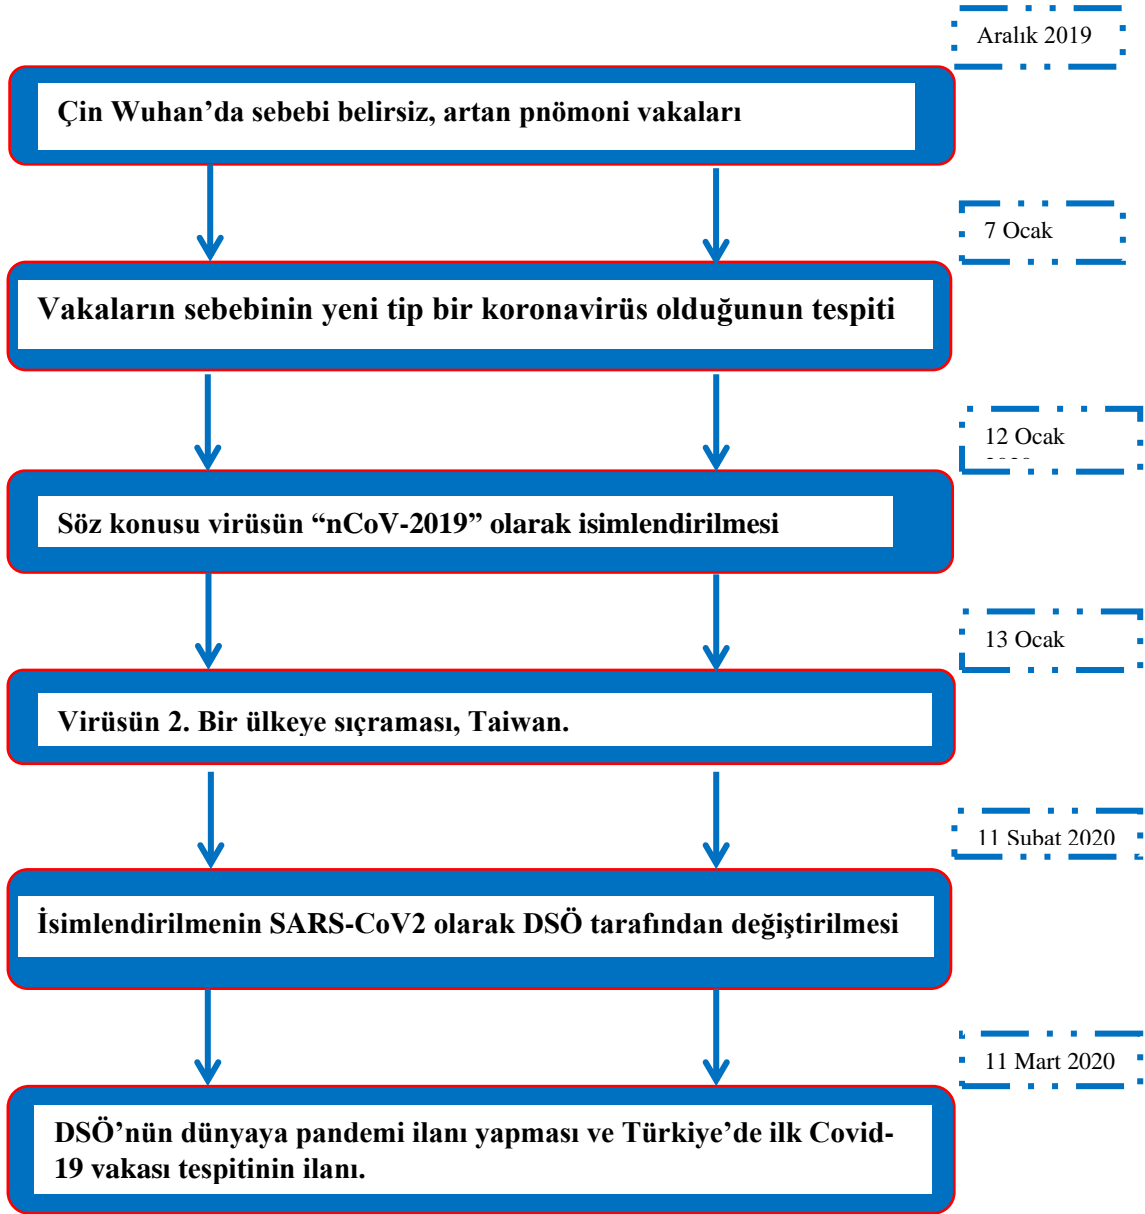 Aralık 2019
Çin Wuhan’da sebebi belirsiz, artan pnömoni vakaları
7 Ocak
Vakaların sebebinin yeni tip bir koronavirüs olduğunun tespiti
12 Ocak
Söz konusu virüsün “nCoV-2019” olarak isimlendirilmesi
13 Ocak
Virüsün 2. Bir ülkeye sıçraması, Taiwan.
11 Şubat 2020
İsimlendirilmenin SARS-CoV2 olarak DSÖ tarafından değiştirilmesi
11 Mart 2020
DSÖ’nün dünyaya pandemi ilanı yapması ve Türkiye’de ilk Covid-
19 vakası tespitinin ilanı.